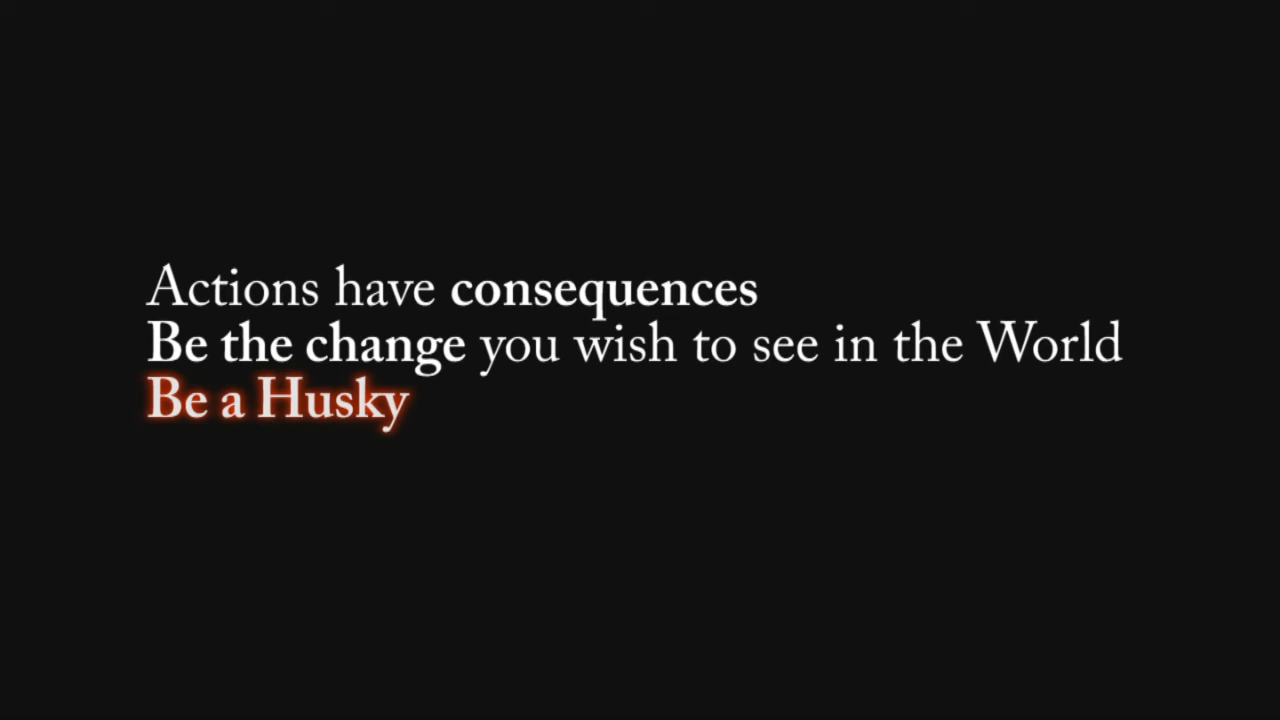 Actions have consequences
Be the change you wish to see in the World
Be a Husky